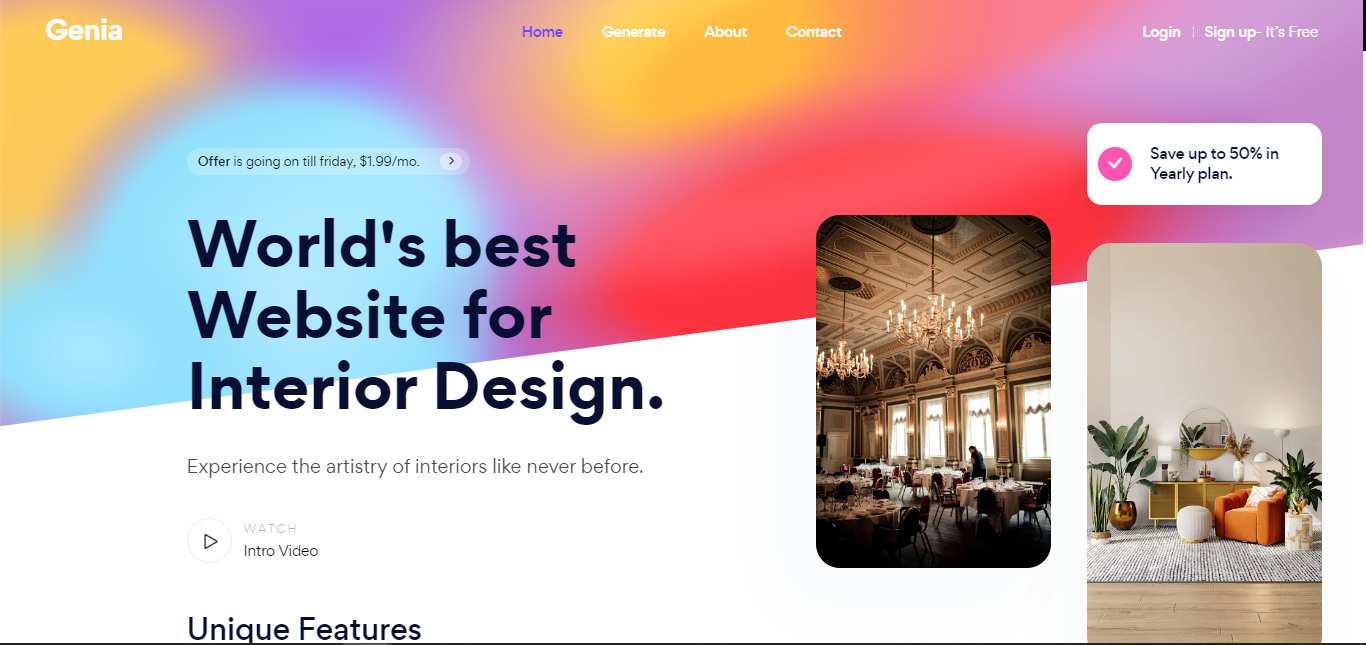 Genia
Home Generate About Contact
Login | Sign up- It's Free
Offer is going on till friday, $1.99/mo.
Save up to 50% in
Yearly plan.
World's best
Website for
Interior Design.
Experience the artistry of interiors like never before.
WATCH
Intro Video
Unique Features